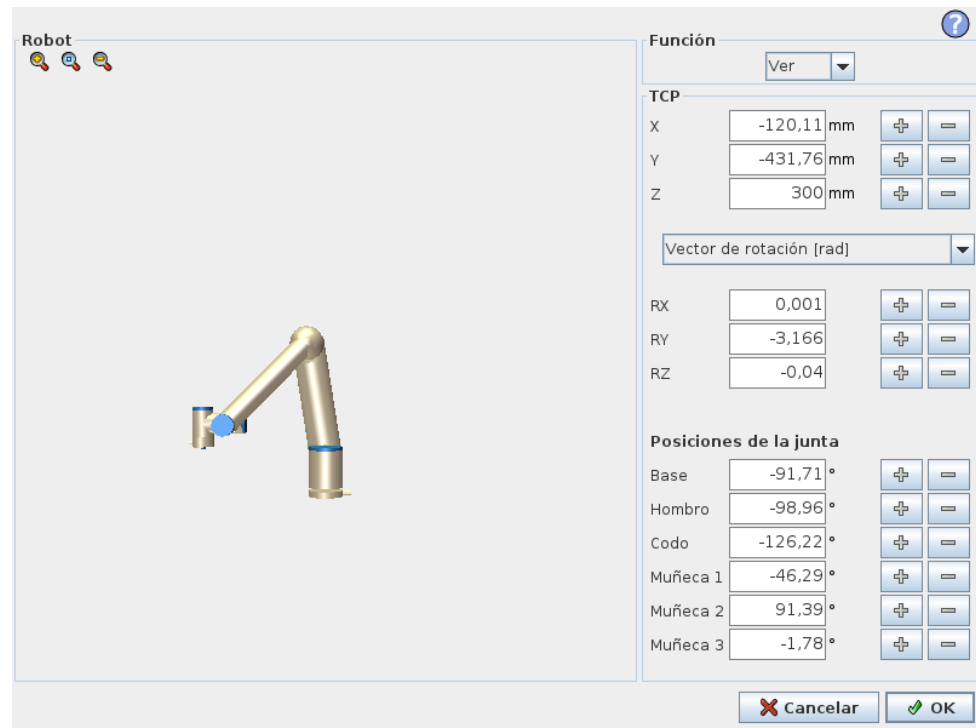 ?
Robot
Función
Ver
TCP
X -120,11 mm
Y -431,76 mm
Z 300 mm
Vector de rotación [rad]
RX 0,001
RY -3,166
RZ -0,04
Posiciones de la junta
Base -91,71 °
Hombro -98,96 °
Codo -126,22 °
Muñeca 1 -46,29 °
Muñeca 2 91,39 °
Muñeca 3 -1,78 °
Cancelar OK